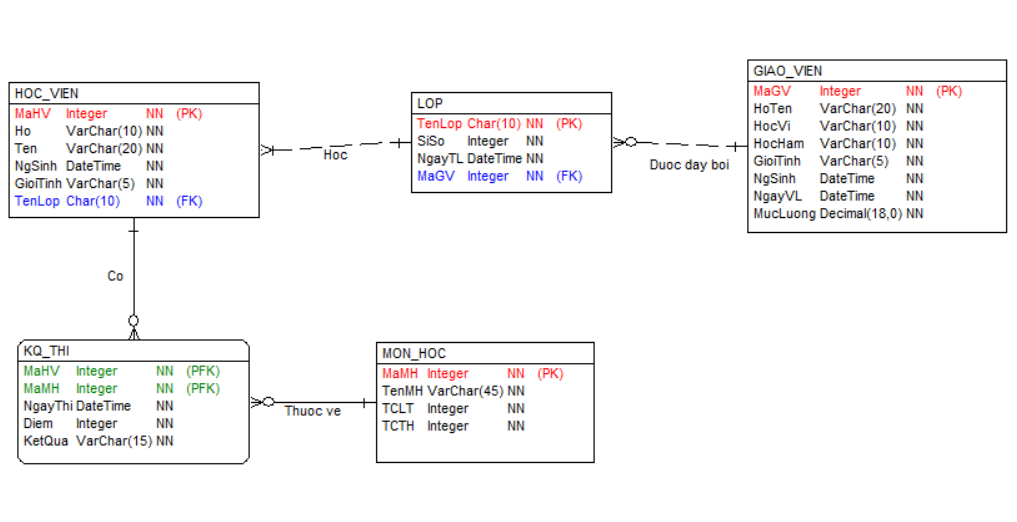 HOC_VIEN
MaHV Integer NN (PK)
Ho VarChar(10) NN
Ten VarChar(20) NN
NgSinh DateTime NN
GioiTinh VarChar(5) NN
TenLop Char(10) NN (FK)
Hoc
LOP
TenLop Char(10) NN (PK)
SiSo Integer NN
NgayTL DateTime NN
MaGV Integer NN (FK)
Duoc day boi
GIAO_VIEN
MaGV Integer NN (PK)
HoTen VarChar(20) NN
HocVi VarChar(10) NN
HocHam VarChar(10) NN
GioiTinh VarChar(5) NN
NgSinh DateTime NN
NgayVL DateTime NN
MucLuong Decimal(18,0) NN
Co
KQ_THI
MaHV Integer NN (PFK)
MaMH Integer NN (PFK)
NgayThi DateTime NN
Diem Integer NN
KetQua VarChar(15) NN
Thuoc ve
MON_HOC
MaMH Integer NN (PK)
TenMH VarChar(45) NN
TCLT Integer NN
TCTH Integer NN